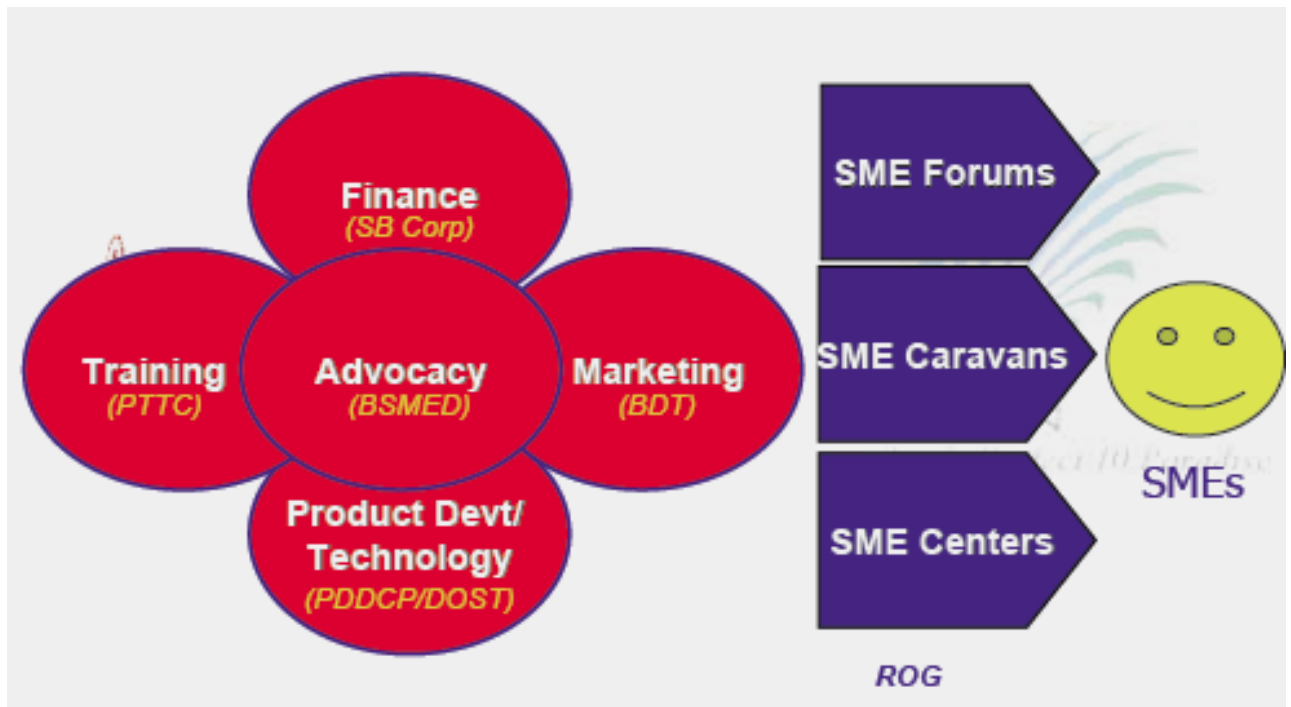 Finance
(SB Corp)
Training
(PTTC)
Advocacy
(BSMED)
Marketing
(BDT)
Product Devt/
Technology
(PDDCP/DOST)
SME Forums
SME Caravans
SME Centers
SMEs
ROG